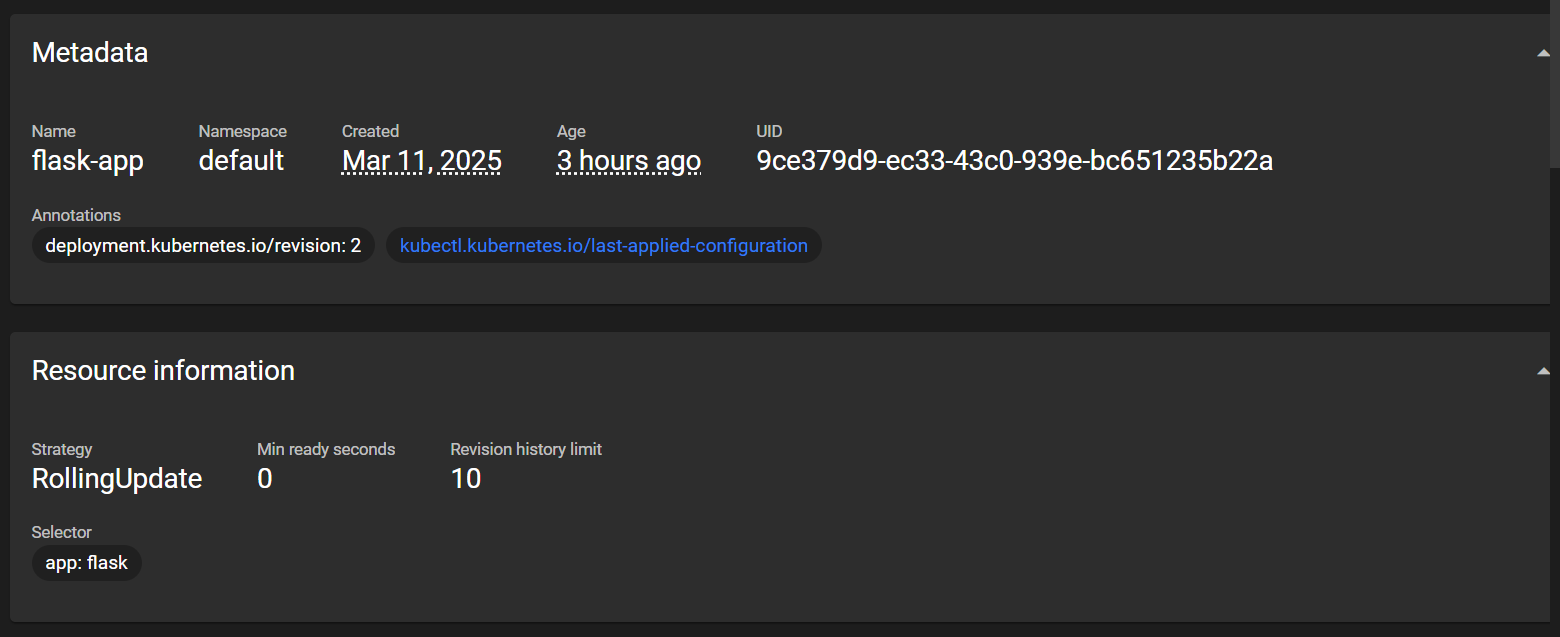 Metadata
Name Namespace Created Age UID
flask-app default Mar 11, 2025 3 hours ago 9ce379d9-ec33-43c0-939e-bc651235b22a
Annotations
deployment.kubernetes.io/revision: 2 kubectl.kubernetes.io/last-applied-configuration
Resource information
Strategy Min ready seconds Revision history limit
RollingUpdate 0 10
Selector
app: flask